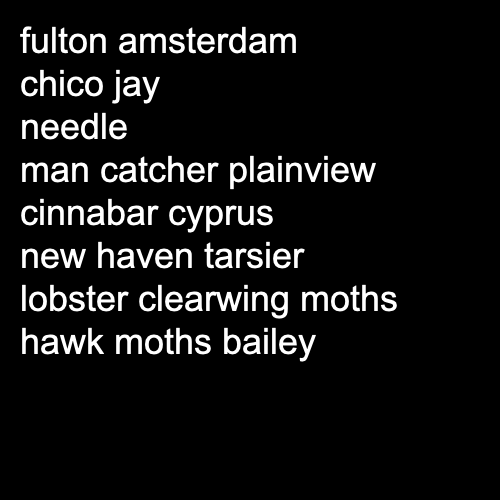 fulton amsterdam
chico jay
needle
man catcher plainview
cinnabar cyprus
new haven tarsier
lobster clearwing moths
hawk moths bailey